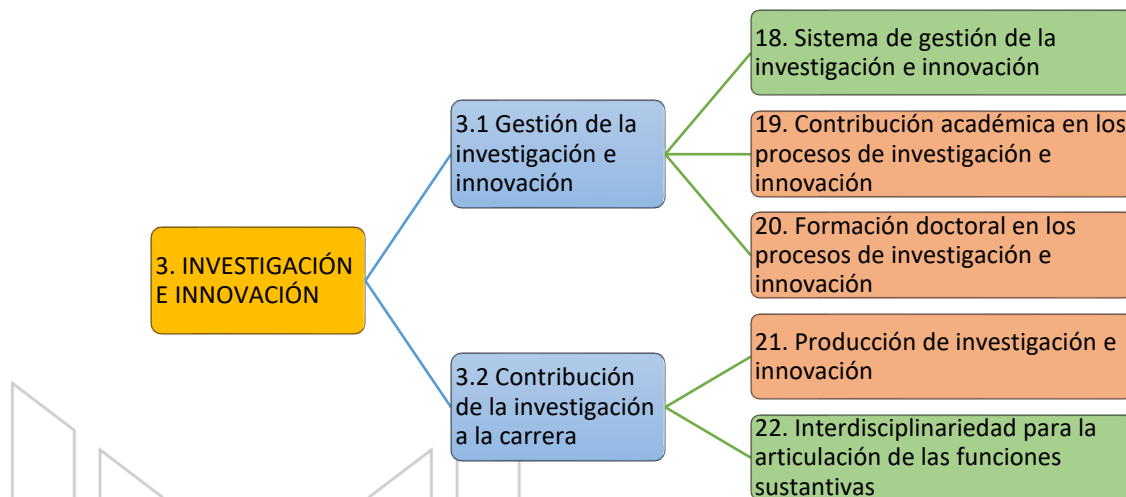 3. INVESTIGACIÓN
E INNOVACIÓN
3.1 Gestión de la
investigación e
innovación
18. Sistema de gestión de la
investigación e innovación
19. Contribución académica en los
procesos de investigación e
innovación
20. Formación doctoral en los
procesos de investigación e
innovación
3.2 Contribución
de la investigación
a la carrera
21. Producción de investigación e
innovación
22. Interdisciplinariedad para la
articulación de las funciones
sustantivas